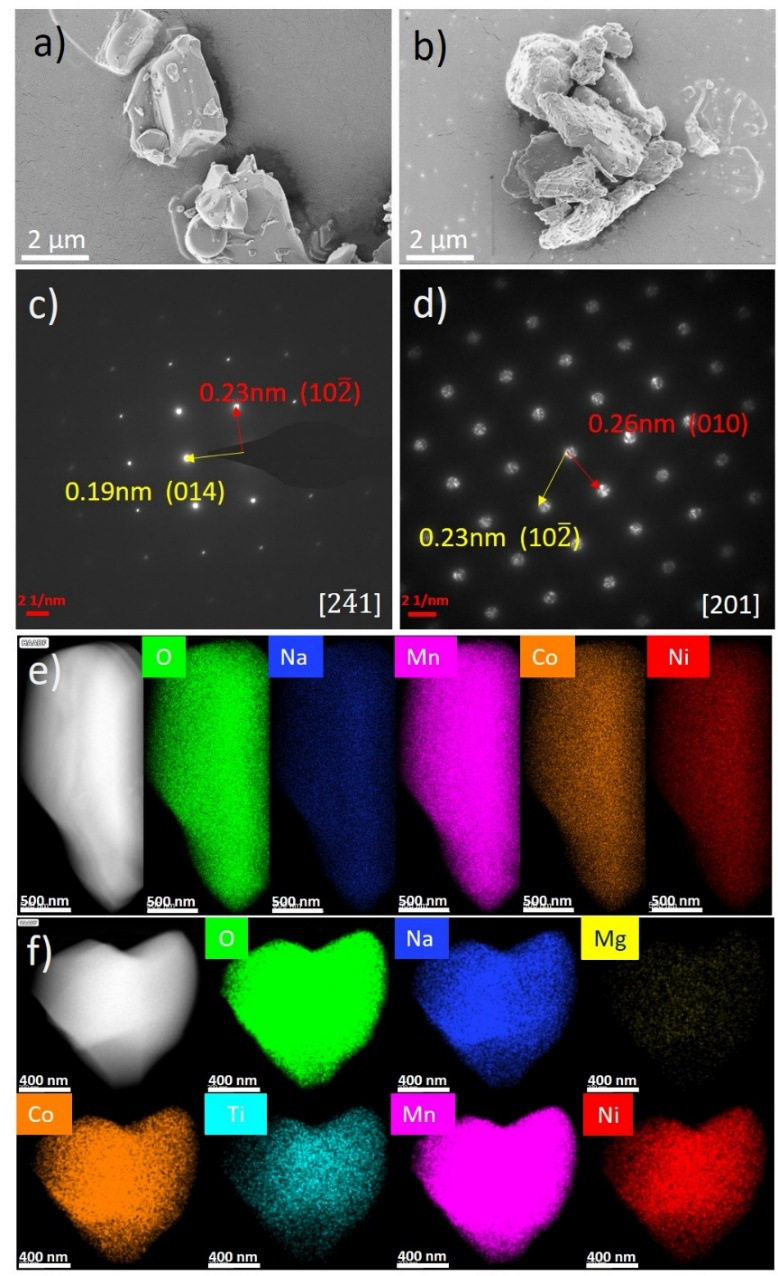 a)
b)
2 µm
2 µm
c)
d)
0.23nm (102̅)
0.26nm (010)
0.19nm (014)
0.23nm (102̅)
2 1/nm
[24̅1]
2 1/nm
[201]
HAADF
e)
O
Na
Mn
Co
Ni
500 nm
500 nm
500 nm
500 nm
500 nm
500 nm
f)
O
Na
Mg
400 nm
400 nm
400 nm
400 nm
Co
Ti
Mn
Ni
400 nm
400 nm
400 nm
400 nm